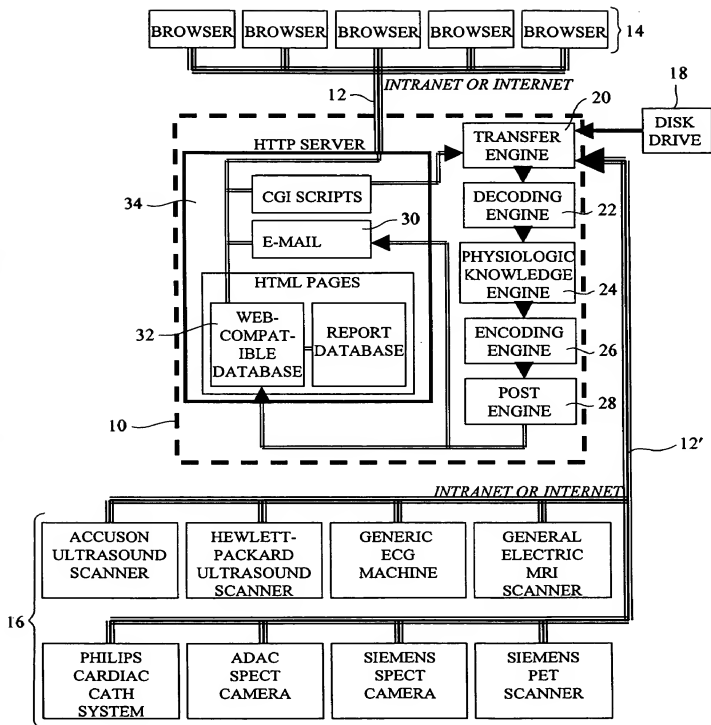 BROWSER BROWSER BROWSER BROWSER BROWSER 14
12 INTRANET OR INTERNET
20
18
DISK
DRIVE
HTTP SERVER
TRANSFER
ENGINE
34
CGI SCRIPTS
DECODING
ENGINE
22
30
E-MAIL
PHYSIOLOGIC
KNOWLEDGE
ENGINE
24
HTML PAGES
32
WEB-
COMPAT-
IBLE
DATABASE
REPORT
DATABASE
ENCODING
ENGINE
26
POST
ENGINE
28
10
12'
INTRANET OR INTERNET
16
ACCUSON
ULTRASOUND
SCANNER
HEWLETT-
PACKARD
ULTRASOUND
SCANNER
GENERIC
ECG
MACHINE
GENERAL
ELECTRIC
MRI
SCANNER
PHILIPS
CARDIAC
CATH
SYSTEM
ADAC
SPECT
CAMERA
SIEMENS
SPECT
CAMERA
SIEMENS
PET
SCANNER